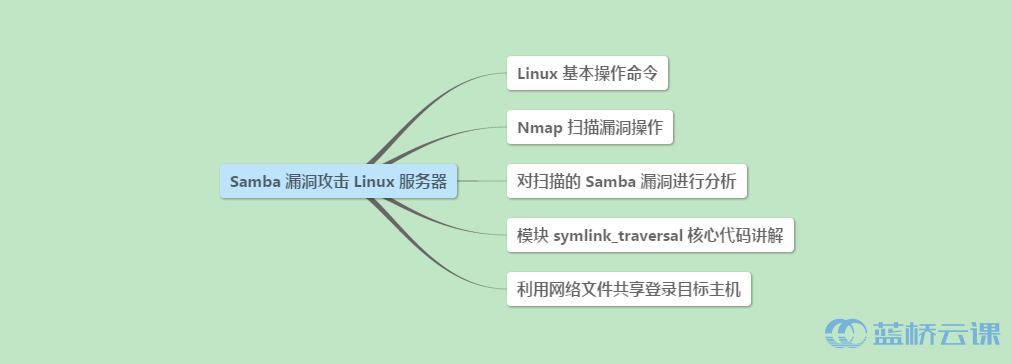 Linux 基本操作命令
Nmap 扫描漏洞操作
Samba 漏洞攻击 Linux 服务器
对扫描的 Samba 漏洞进行分析
模块 symlink_traversal 核心代码讲解
利用网络文件共享登录目标主机
蓝桥云课